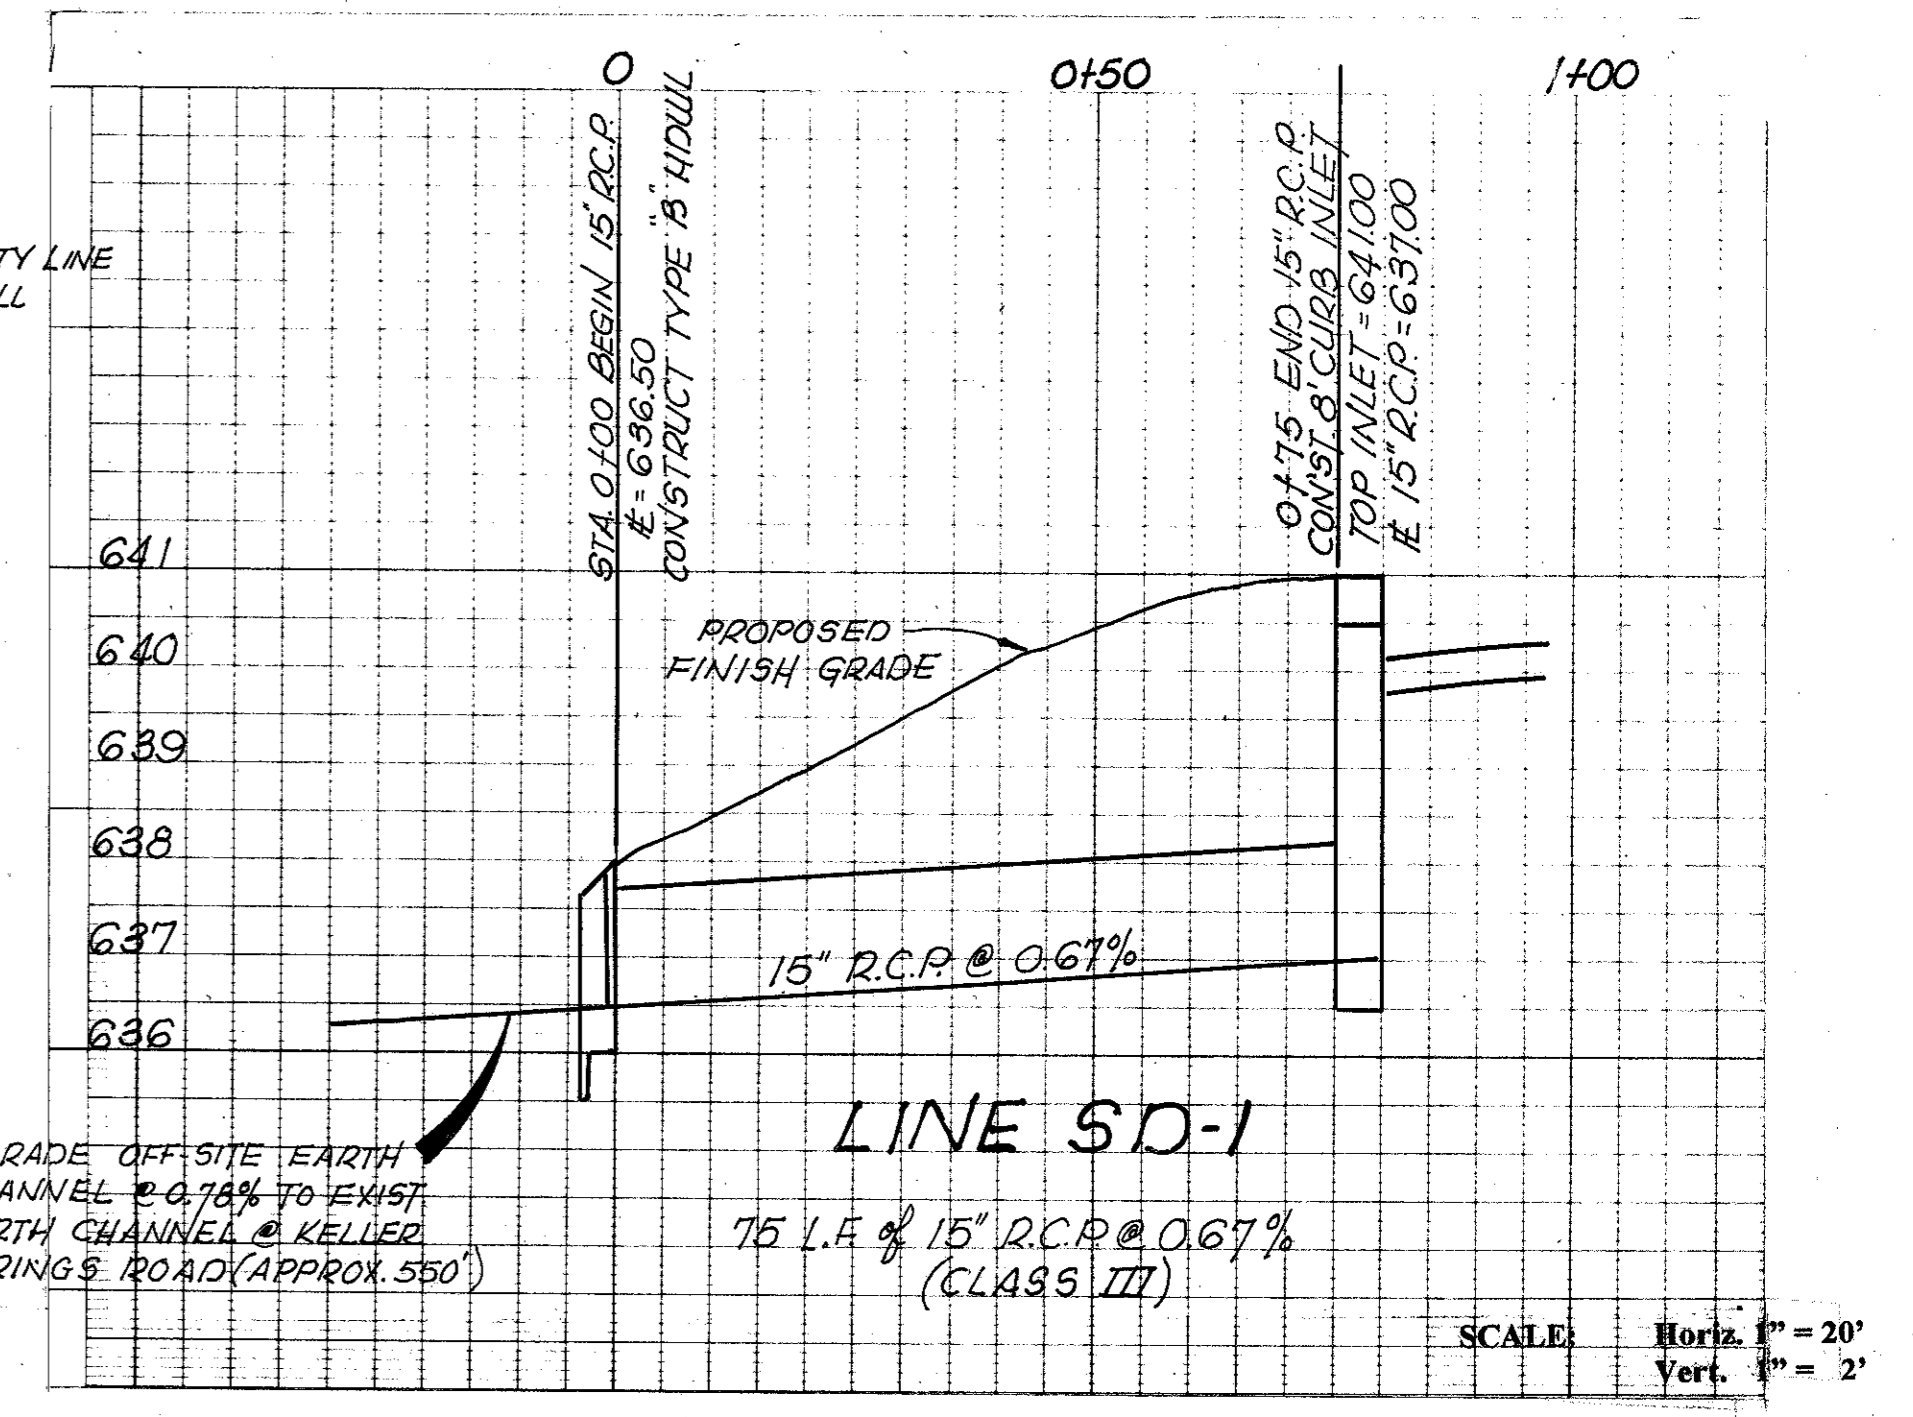 0
0+50
1+00
TY LINE
LL
STA. 0+00 BEGIN 15" R.C.P.
℄ = 636.50
CONSTRUCT TYPE "B" HDWL.
0+75 END 15" R.C.P.
CONST. 8' CURB INLET
TOP INLET = 641.00
℄ 15" R.C.P. = 637.00
641
640
639
638
637
636
PROPOSED
FINISH GRADE
15" R.C.P. @ 0.67%
LINE SD-1
RADE OFF-SITE EARTH
ANNEL @ 0.78% TO EXIST
RTH CHANNEL @ KELLER
RINGS ROAD (APPROX. 550')
75 L.F. of 15" R.C.P. @ 0.67%
(CLASS III)
SCALE: Horiz. 1" = 20'
Vert. 1" = 2'